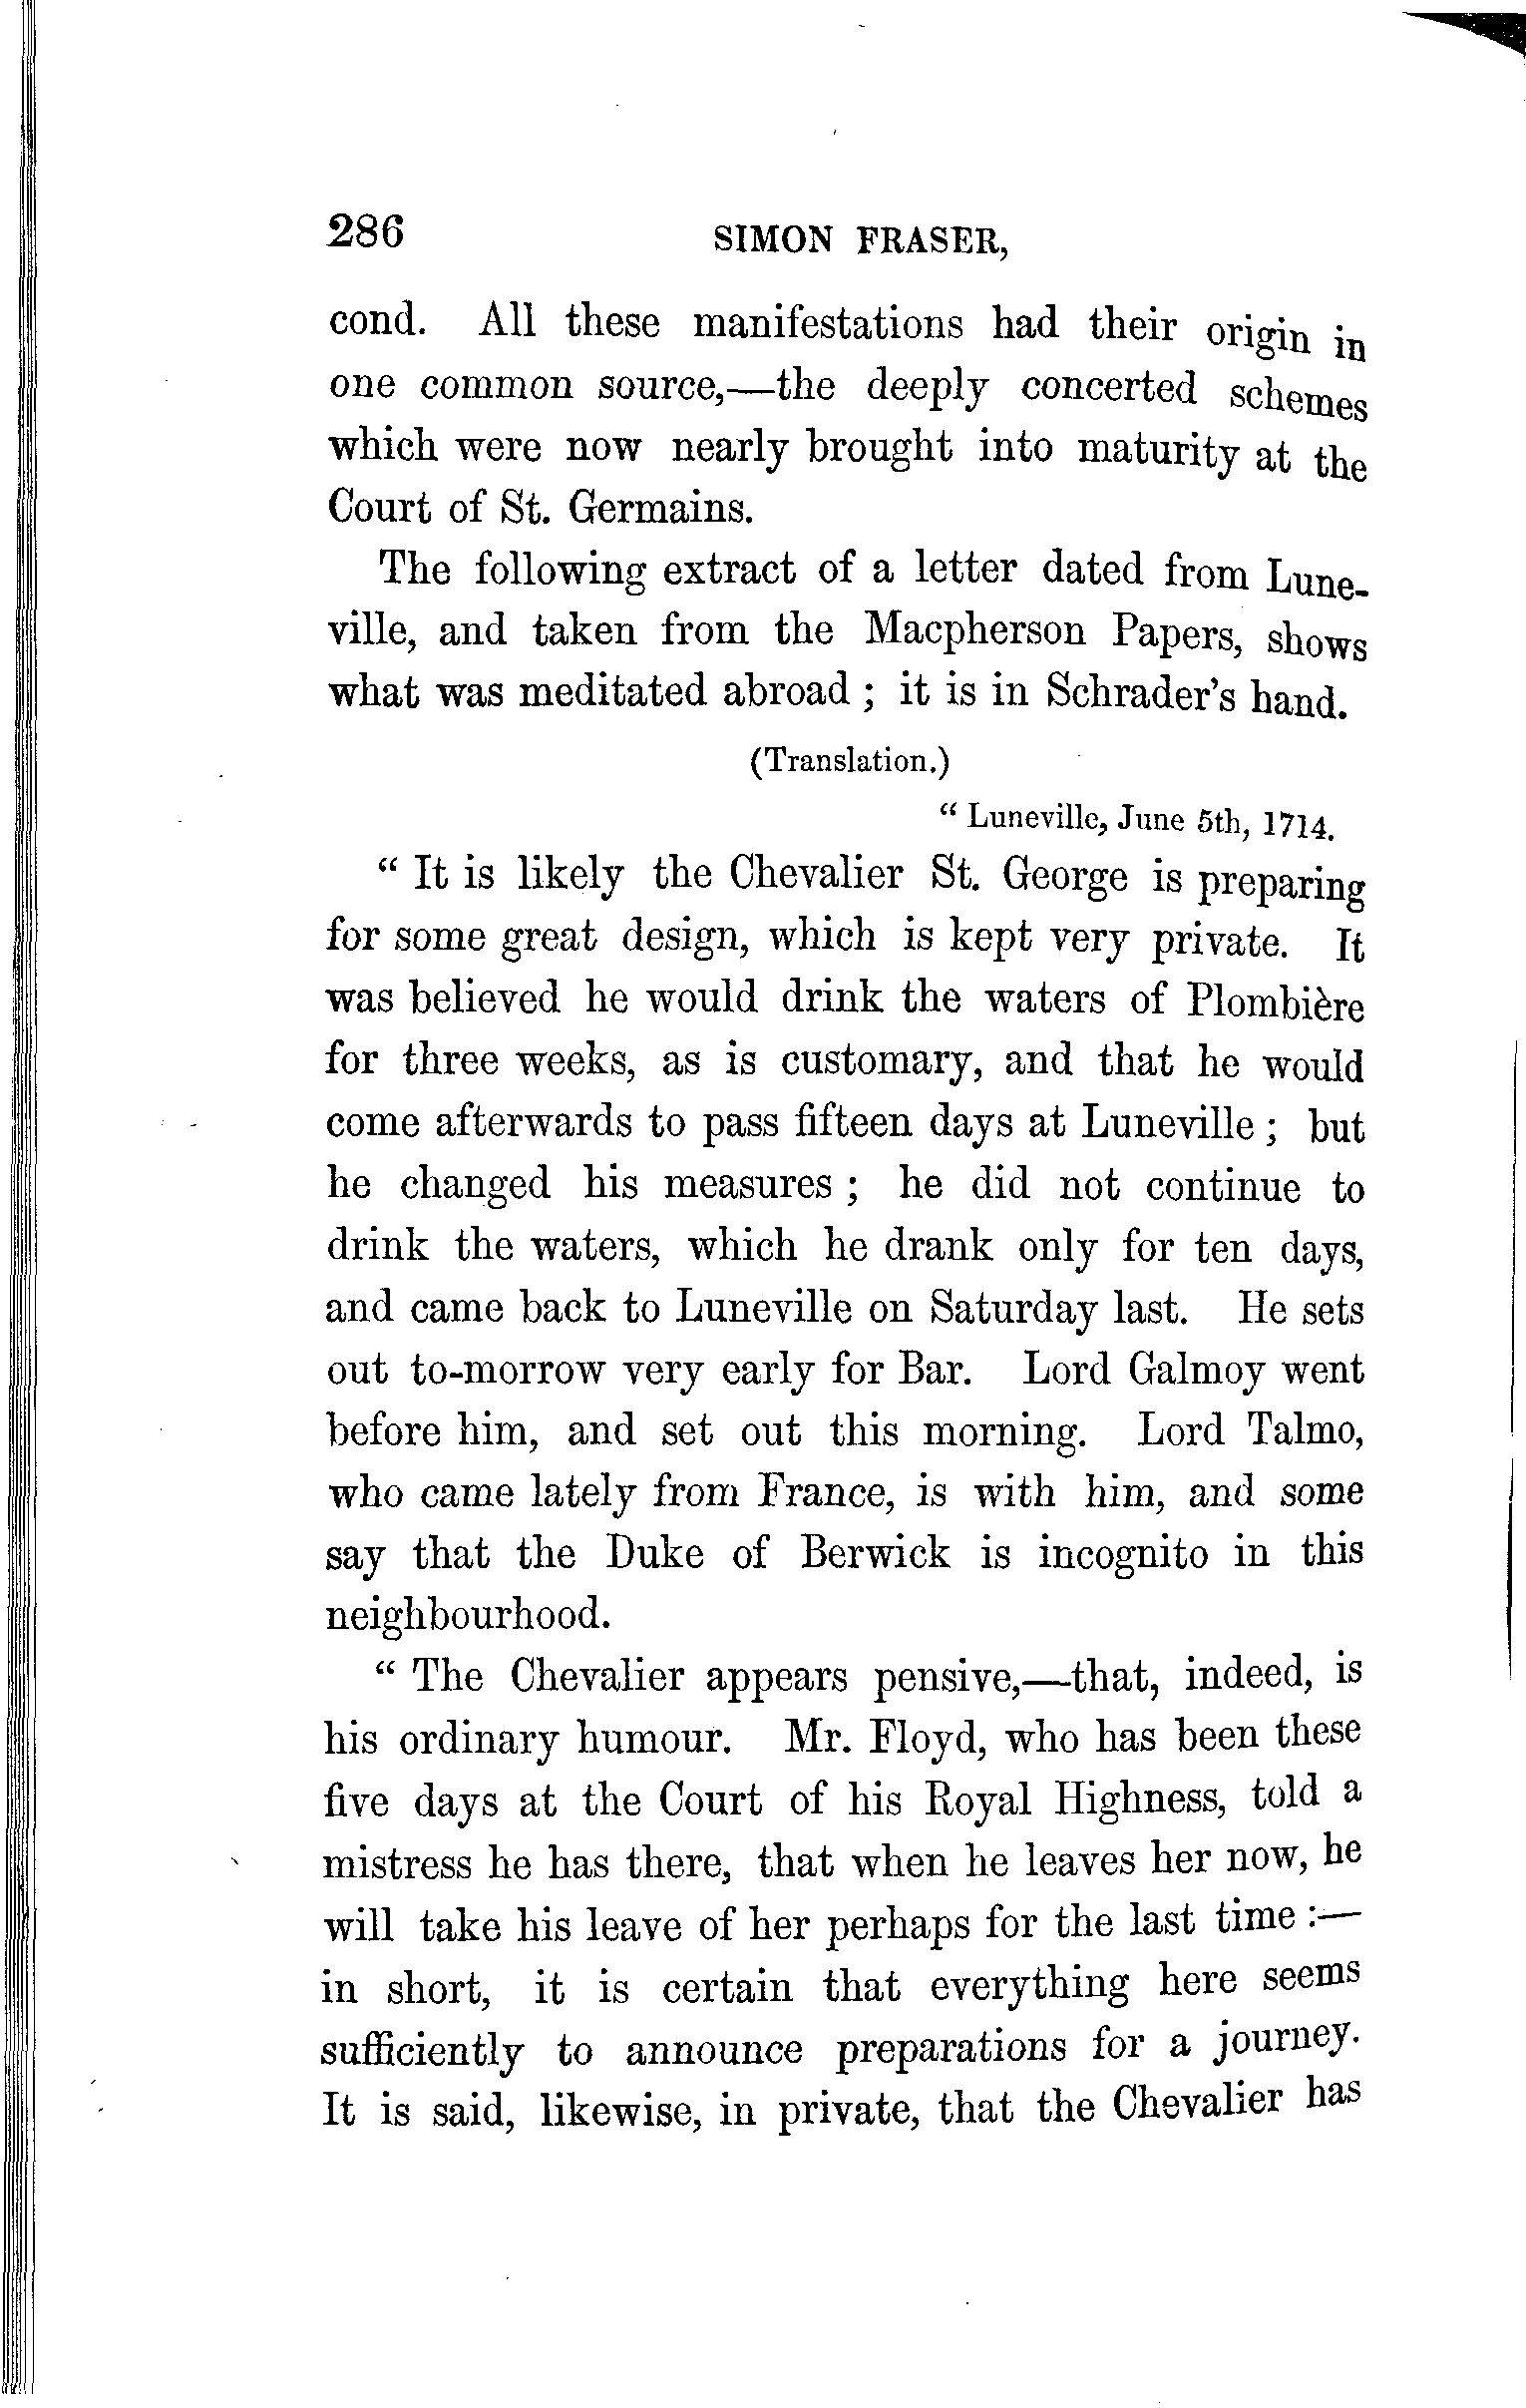 286 SIMON FRASER,
cond. All these manifestations had their origin in
one common source,—the deeply concerted schemes
which were now nearly brought into maturity at the
Court of St. Germains.
The following extract of a letter dated from Lune-
ville, and taken from the Macpherson Papers, shows
what was meditated abroad ; it is in Schrader's hand.
(Translation.)
“ Luneville, June 5th, 1714.
“ It is likely the Chevalier St. George is preparing
for some great design, which is kept very private. It
was believed he would drink the waters of Plombière
for three weeks, as is customary, and that he would
come afterwards to pass fifteen days at Luneville ; but
he changed his measures ; he did not continue to
drink the waters, which he drank only for ten days,
and came back to Luneville on Saturday last. He sets
out to-morrow very early for Bar. Lord Galmoy went
before him, and set out this morning. Lord Talmo,
who came lately from France, is with him, and some
say that the Duke of Berwick is incognito in this
neighbourhood.
“ The Chevalier appears pensive,—that, indeed, is
his ordinary humour. Mr. Floyd, who has been these
five days at the Court of his Royal Highness, told a
mistress he has there, that when he leaves her now, he
will take his leave of her perhaps for the last time :—
in short, it is certain that everything here seems
sufficiently to announce preparations for a journey.
It is said, likewise, in private, that the Chevalier has